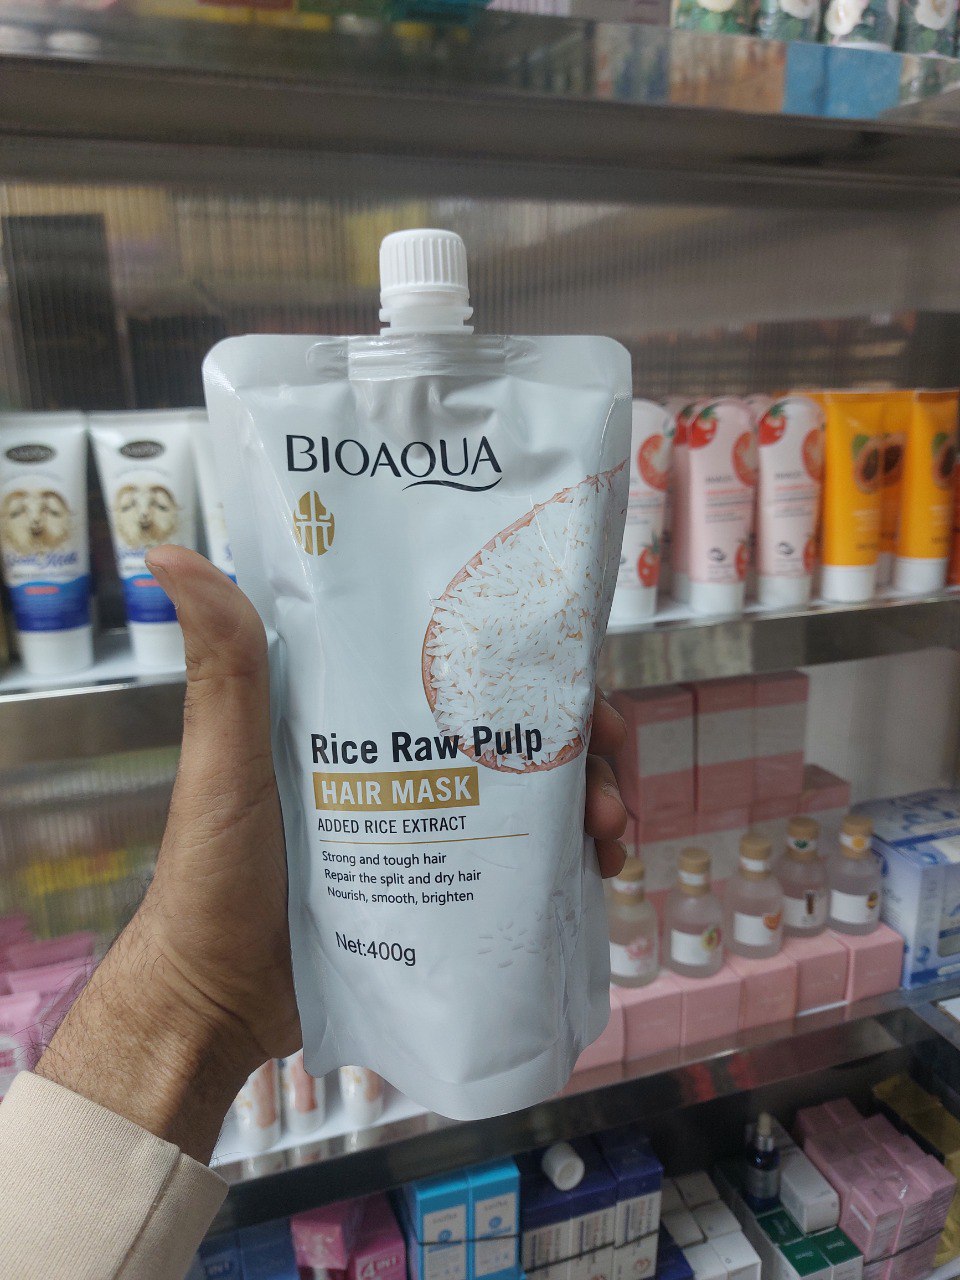 BIOAQUA
Rice Raw Pulp
HAIR MASK
ADDED RICE EXTRACT
Strong and tough hair
Repair the split and dry hair
Nourish, smooth, brighten
Net:400g